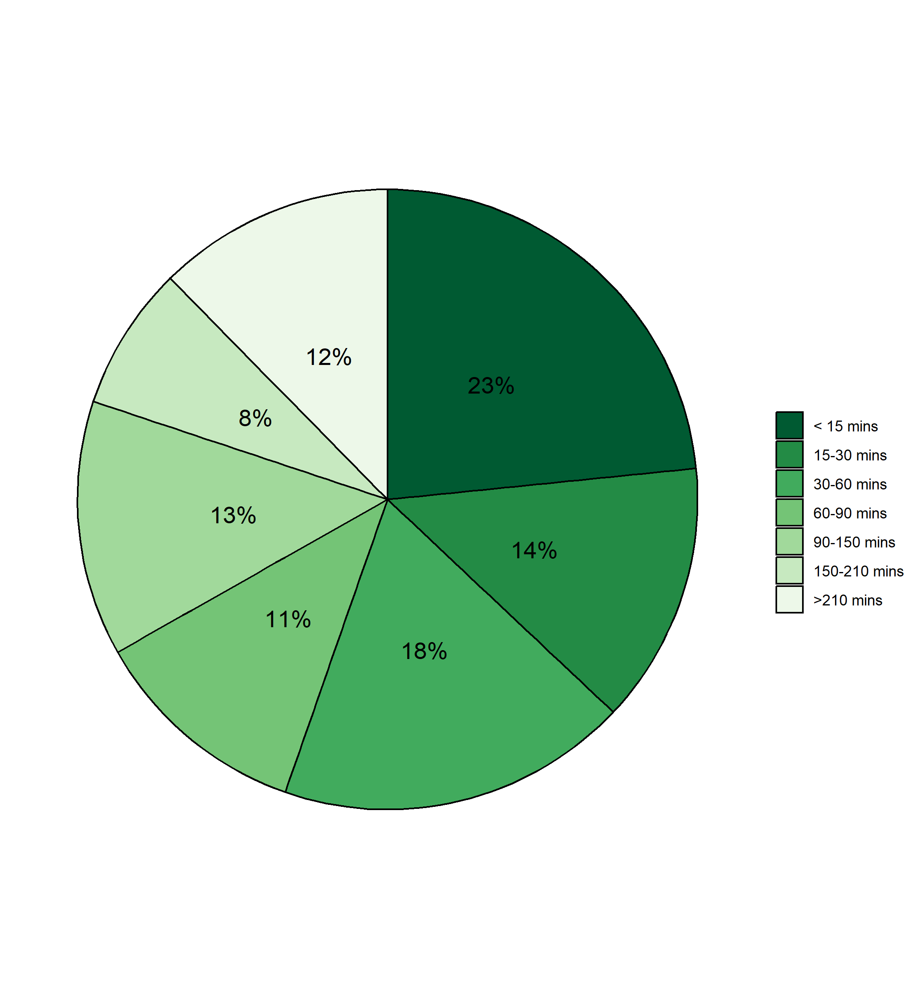 12%
23%
8%
13%
14%
11%
18%
< 15 mins
15-30 mins
30-60 mins
60-90 mins
90-150 mins
150-210 mins
>210 mins